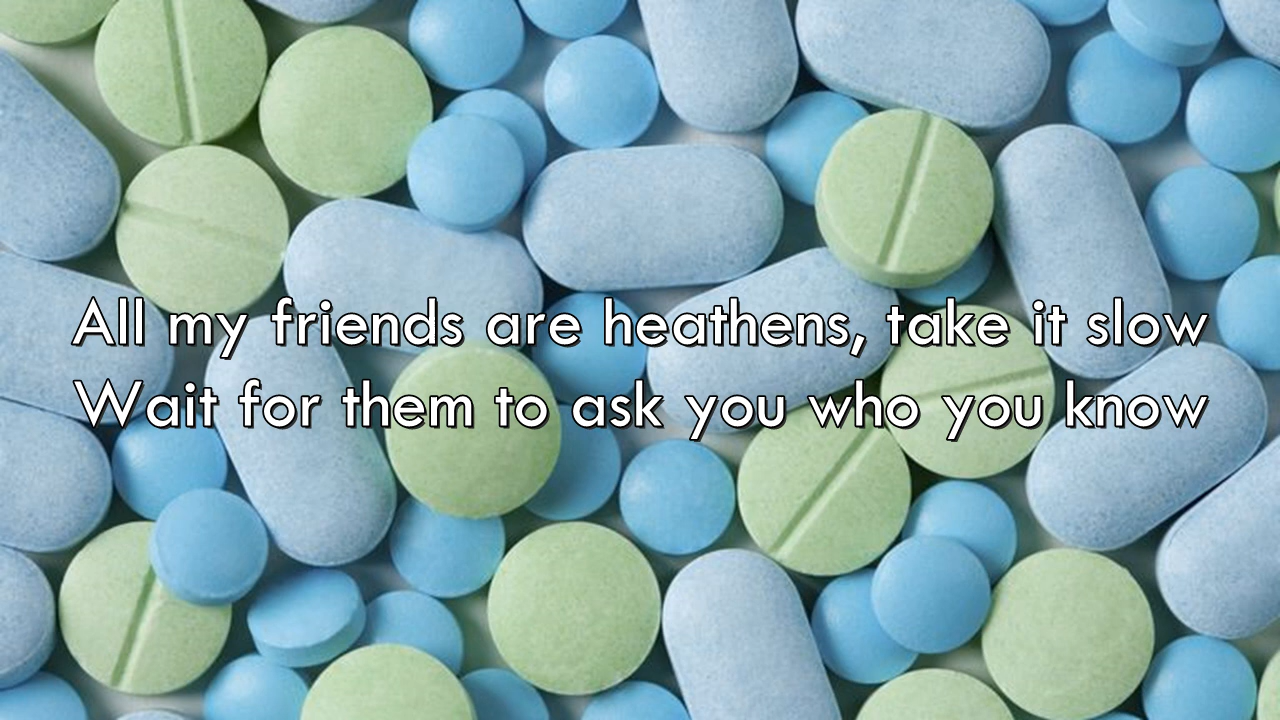 All my friends are heathens, take it slow
Wait for them to ask you who you know